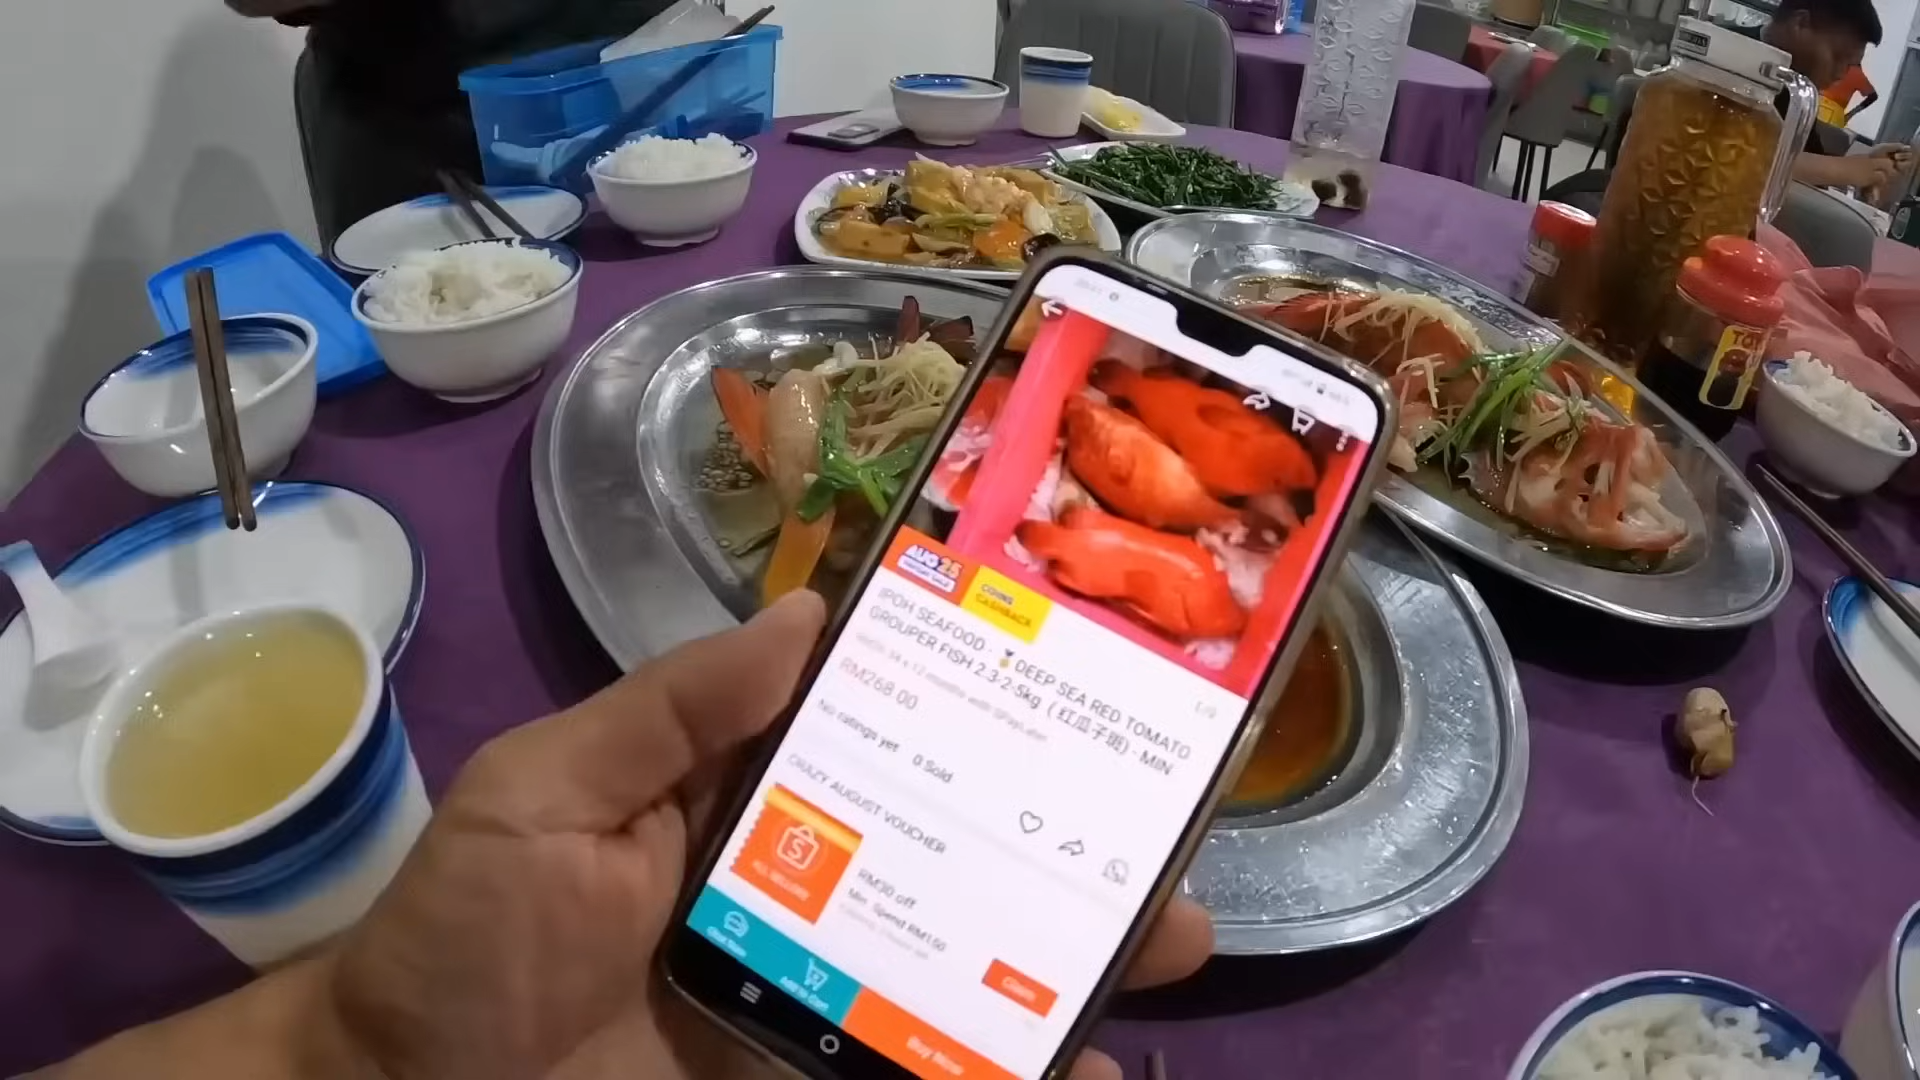 AUG 25
PAYDAY SALE
COINS
CASHBACK
IPOH SEAFOOD - 🏅DEEP SEA RED TOMATO
GROUPER FISH 2.3-2.5kg (红瓜子斑) - MIN
RM268.00
No ratings yet 0 Sold
CRAZY AUGUST VOUCHER
RM30 off
Min. Spend RM150
Claim
Chat Now
Add to Cart
Buy Now